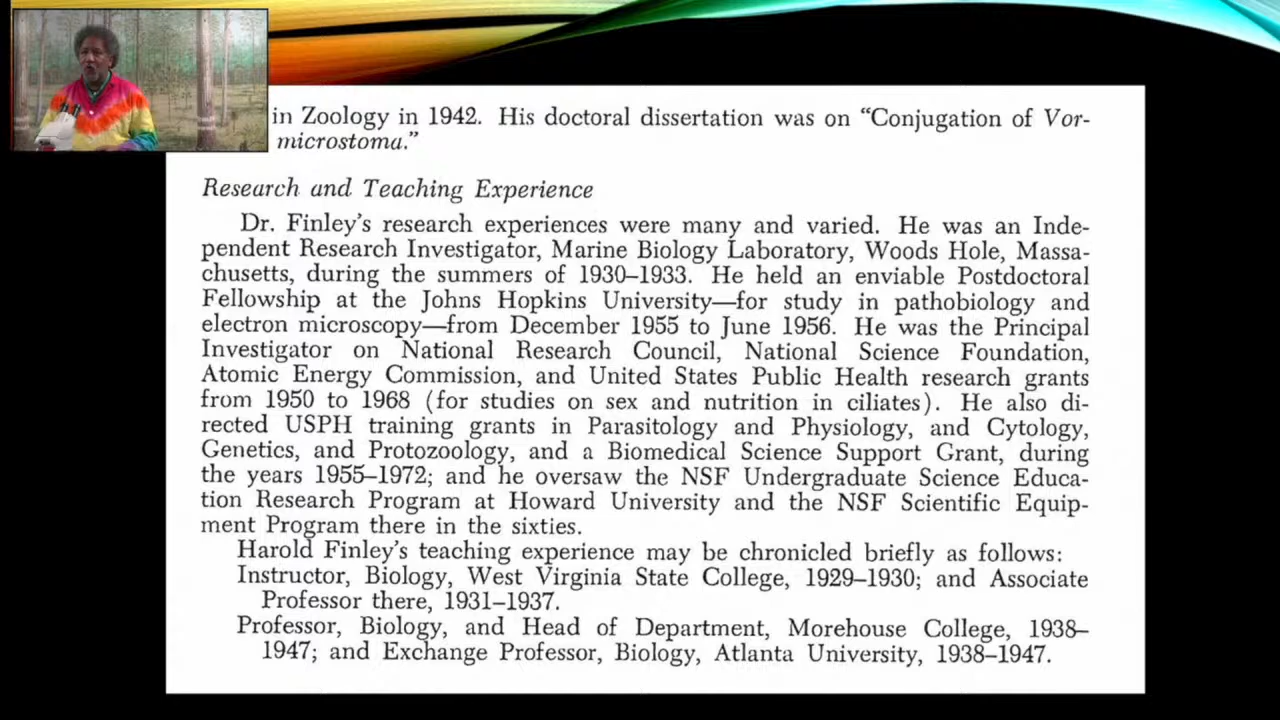 in Zoology in 1942. His doctoral dissertation was on “Conjugation of Vor-
microstoma.”
Research and Teaching Experience
Dr. Finley’s research experiences were many and varied. He was an Inde-
pendent Research Investigator, Marine Biology Laboratory, Woods Hole, Massa-
chusetts, during the summers of 1930–1933. He held an enviable Postdoctoral
Fellowship at the Johns Hopkins University—for study in pathobiology and
electron microscopy—from December 1955 to June 1956. He was the Principal
Investigator on National Research Council, National Science Foundation,
Atomic Energy Commission, and United States Public Health research grants
from 1950 to 1968 (for studies on sex and nutrition in ciliates). He also di-
rected USPH training grants in Parasitology and Physiology, and Cytology,
Genetics, and Protozoology, and a Biomedical Science Support Grant, during
the years 1955–1972; and he oversaw the NSF Undergraduate Science Educa-
tion Research Program at Howard University and the NSF Scientific Equip-
ment Program there in the sixties.
Harold Finley’s teaching experience may be chronicled briefly as follows:
Instructor, Biology, West Virginia State College, 1929–1930; and Associate
Professor there, 1931–1937.
Professor, Biology, and Head of Department, Morehouse College, 1938–
1947; and Exchange Professor, Biology, Atlanta University, 1938–1947.